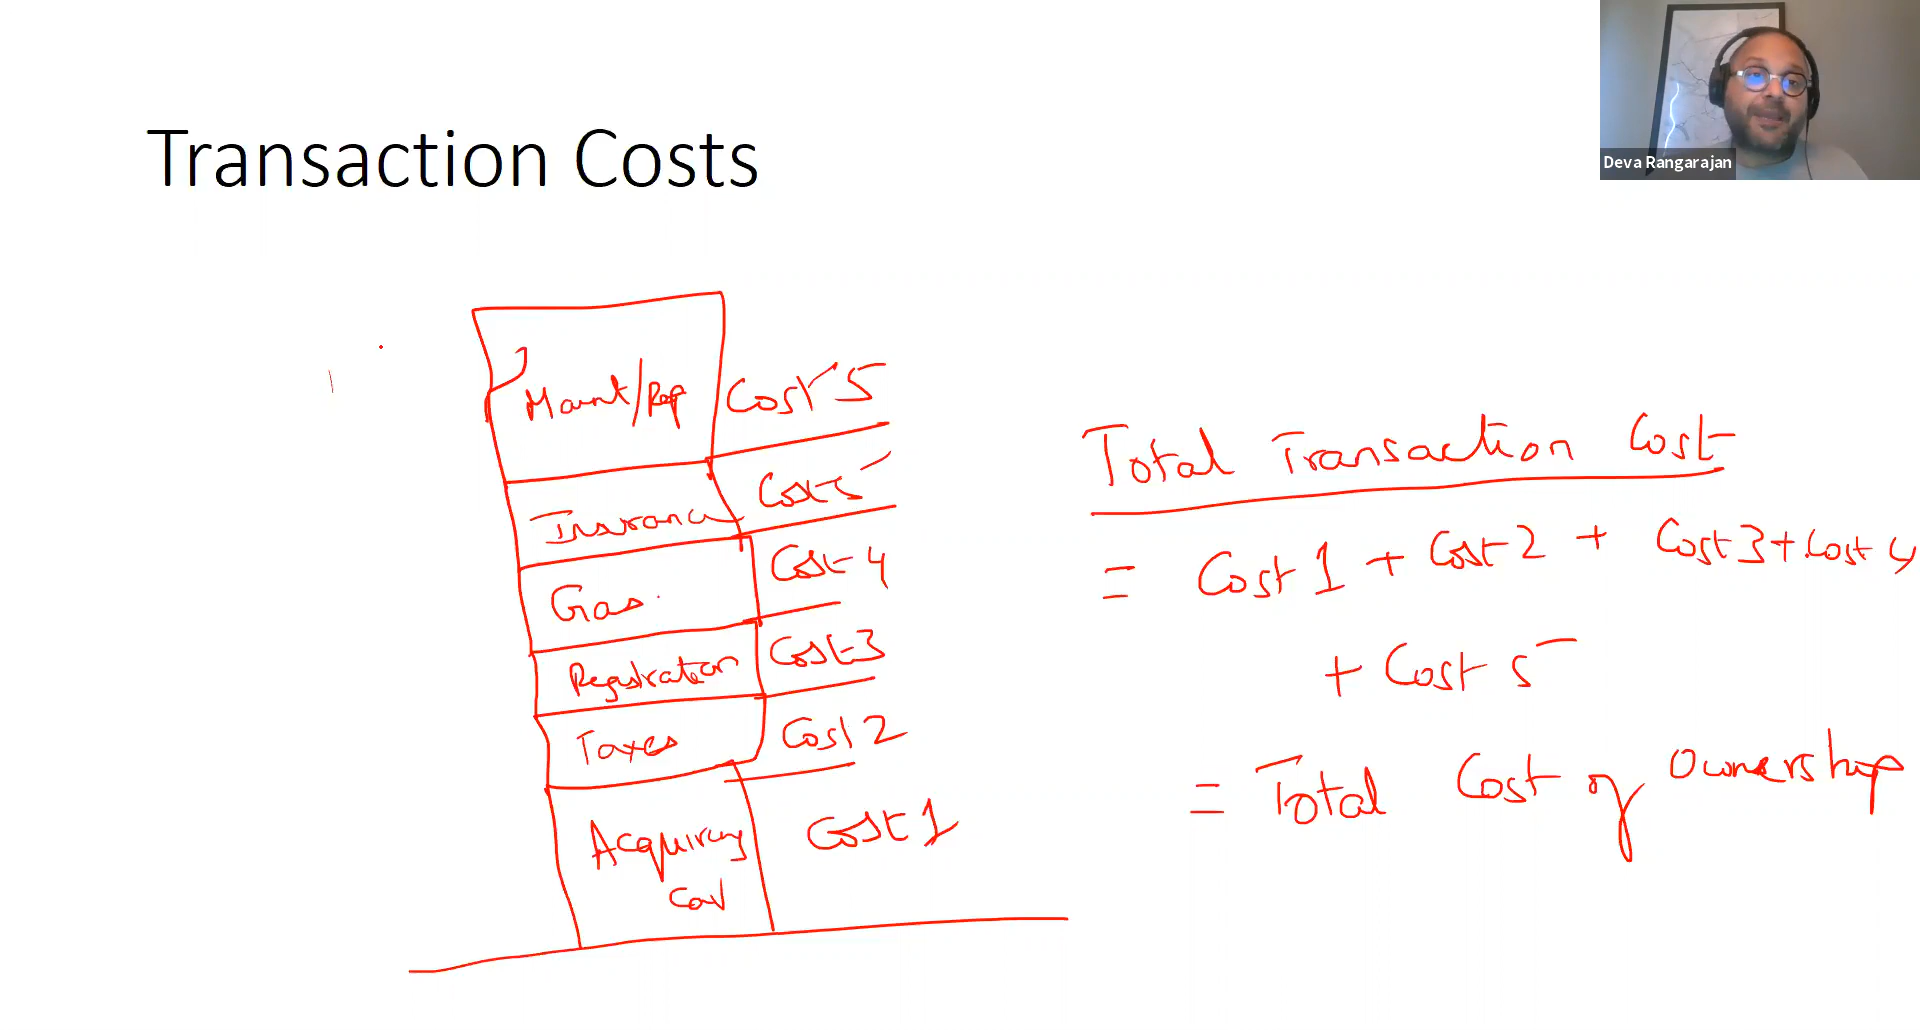 Transaction Costs
Deva Rangarajan
Maint/Rep Cost 5
Insurance Cost 5
Gas. Cost 4
Registration Cost 3
Taxes Cost 2
Acquiring Cost 1
Car
Total Transaction Cost
= Cost 1 + Cost 2 + Cost 3 + Cost 4
+ Cost 5
= Total Cost of Ownership